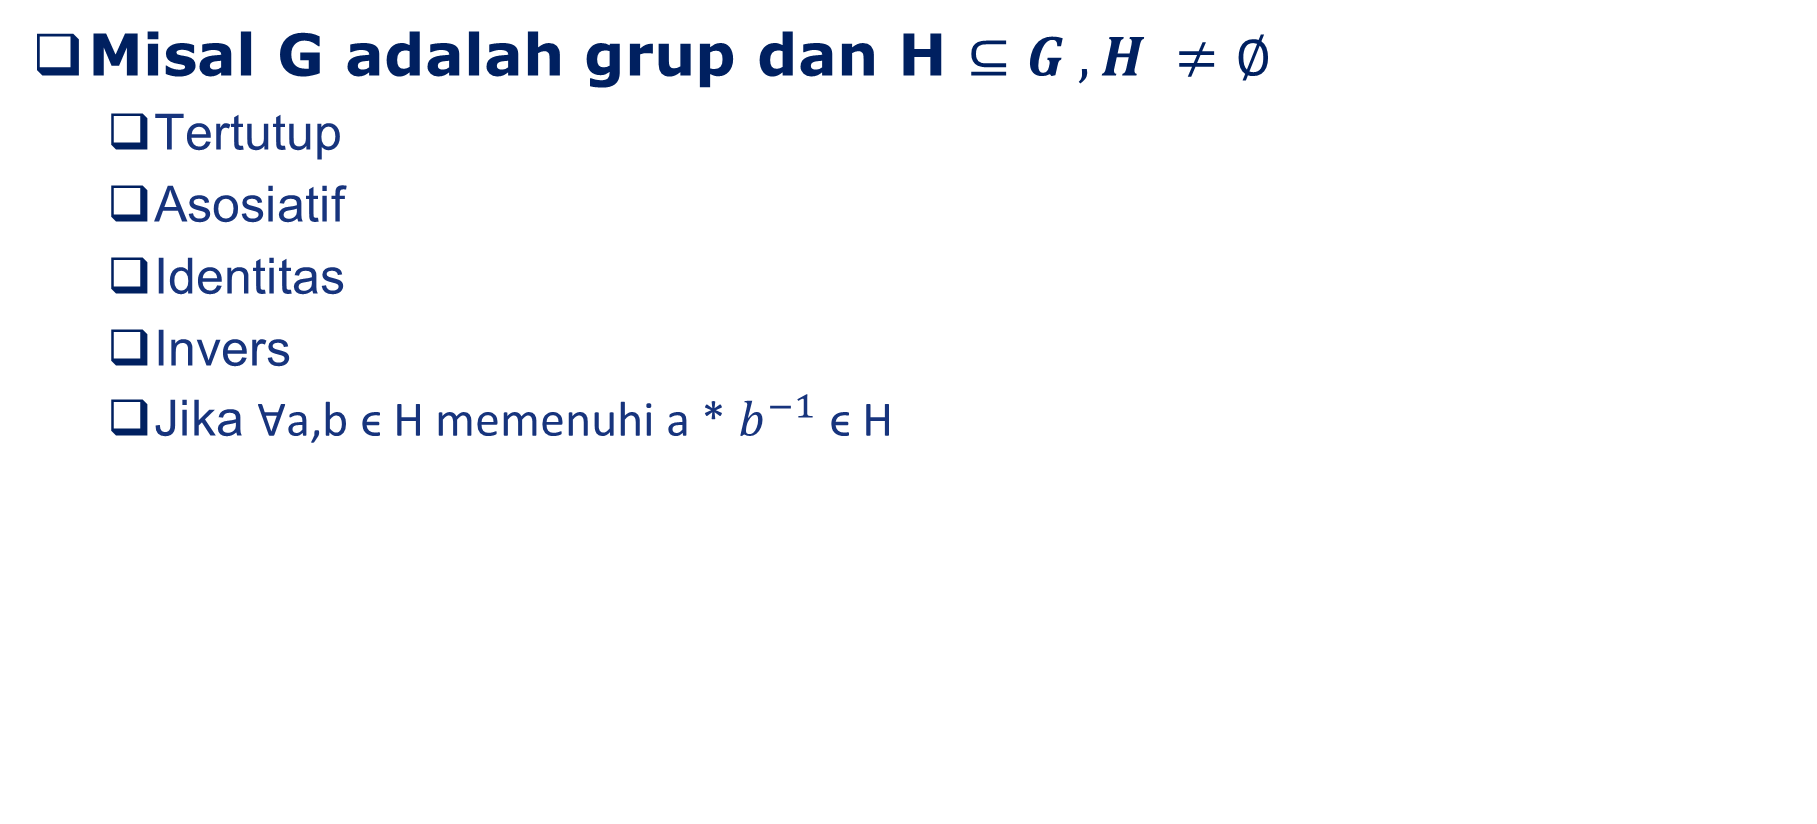 ❑Misal G adalah grup dan H ⊆ 𝑮 , 𝑯 ≠ ∅
❑Tertutup
❑Asosiatif
❑Identitas
❑Invers
❑Jika ∀a,b ϵ H memenuhi a * 𝑏⁻¹ ϵ H